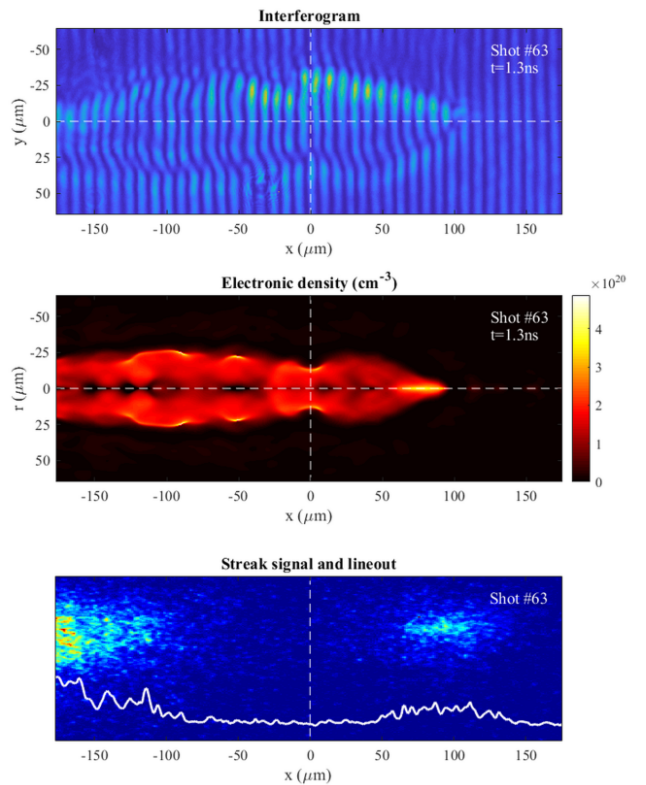 Interferogram
Shot #63
t=1.3ns
-50
-25
0
25
50
y (μm)
-150 -100 -50 0 50 100 150
x (μm)
Electronic density (cm-3)
×10²⁰
Shot #63
t=1.3ns
-50
-25
0
25
50
r (μm)
4
3
2
1
0
-150 -100 -50 0 50 100 150
x (μm)
Streak signal and lineout
Shot #63
-150 -100 -50 0 50 100 150
x (μm)